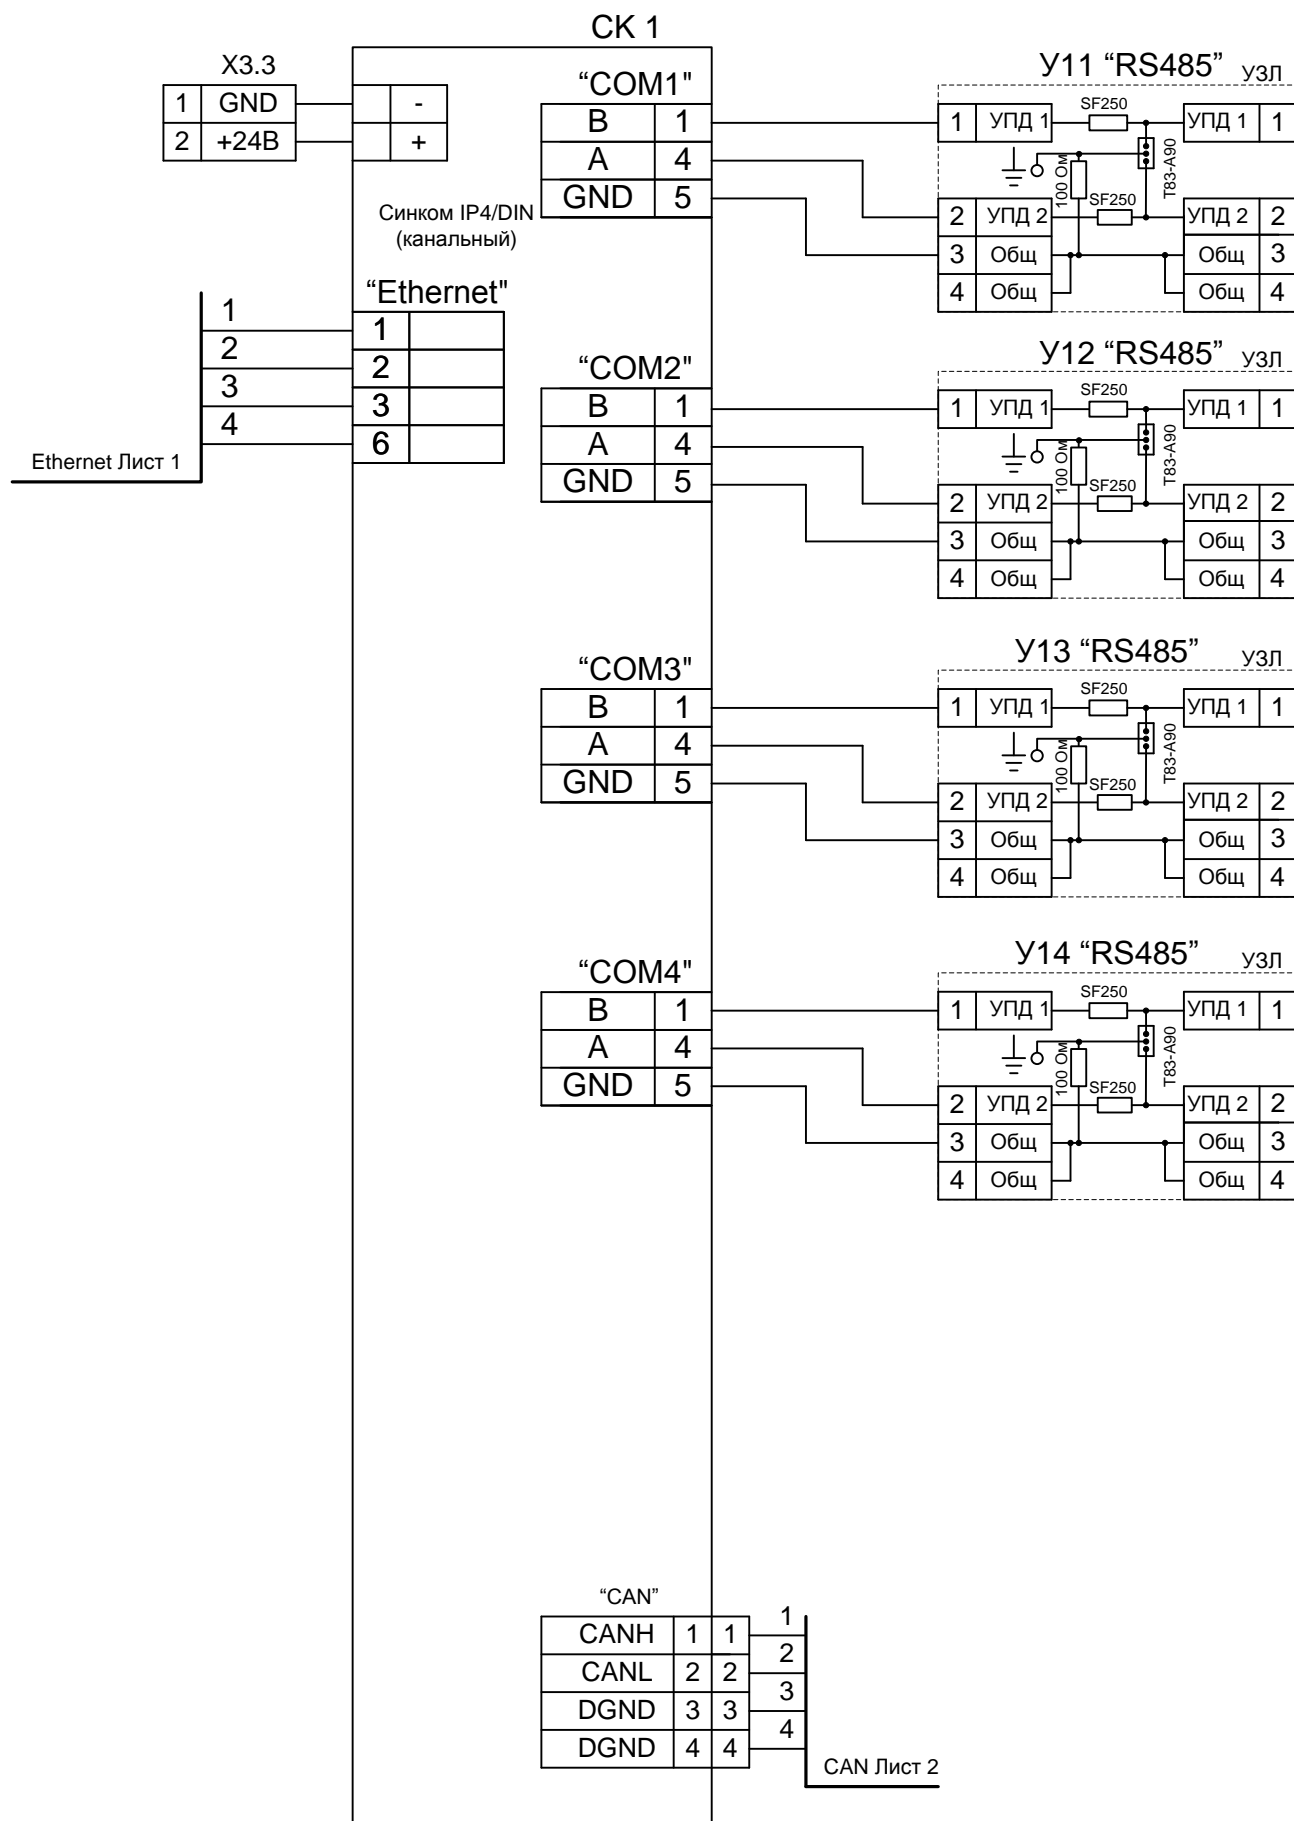 СК 1
X3.3
1 GND -
2 +24В +
Синком IP4/DIN
(канальный)
“Ethernet"
1 1
2 2
3 3
4 6
Ethernet Лист 1
“COM1"
B 1
A 4
GND 5
У11 “RS485” УЗЛ
1 УПД 1 SF250 УПД 1 1
100 Ом T83-A90
2 УПД 2 SF250 УПД 2 2
3 Общ Общ 3
4 Общ Общ 4
“COM2"
B 1
A 4
GND 5
У12 “RS485” УЗЛ
1 УПД 1 SF250 УПД 1 1
100 Ом T83-A90
2 УПД 2 SF250 УПД 2 2
3 Общ Общ 3
4 Общ Общ 4
“COM3"
B 1
A 4
GND 5
У13 “RS485” УЗЛ
1 УПД 1 SF250 УПД 1 1
100 Ом T83-A90
2 УПД 2 SF250 УПД 2 2
3 Общ Общ 3
4 Общ Общ 4
“COM4"
B 1
A 4
GND 5
У14 “RS485” УЗЛ
1 УПД 1 SF250 УПД 1 1
100 Ом T83-A90
2 УПД 2 SF250 УПД 2 2
3 Общ Общ 3
4 Общ Общ 4
“CAN”
CANH 1 1 1
CANL 2 2 2
DGND 3 3 3
DGND 4 4 4
CAN Лист 2